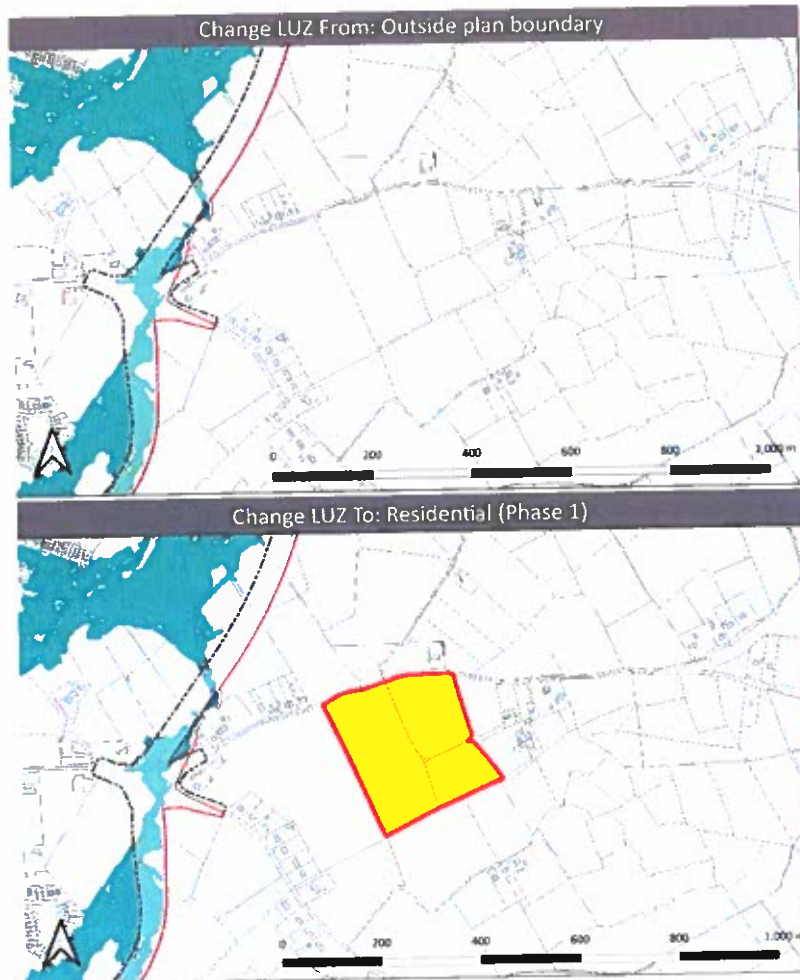 Change LUZ From: Outside plan boundary
0 200 400 600 800 1,000 m
Change LUZ To: Residential (Phase 1)
0 200 400 600 800 1,000 m